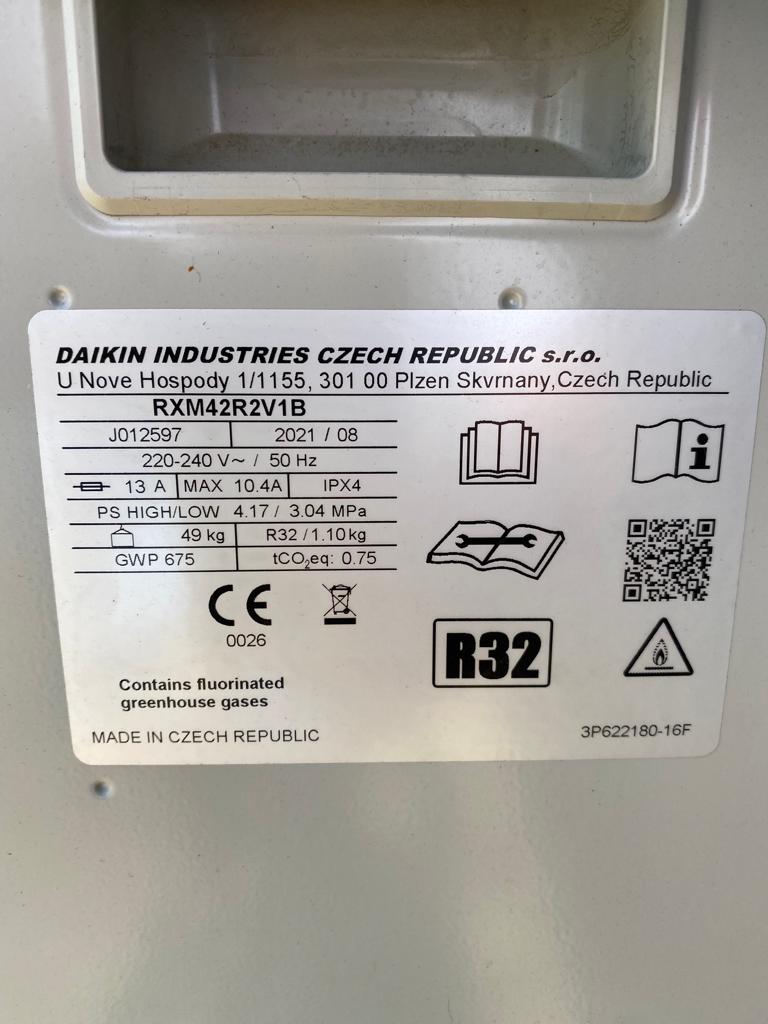 DAIKIN INDUSTRIES CZECH REPUBLIC s.r.o.
U Nove Hospody 1/1155, 301 00 Plzen Skvrnany,Czech Republic
RXM42R2V1B
J012597 2021 / 08
220-240 V~ / 50 Hz
13 A MAX 10.4A IPX4
PS HIGH/LOW 4.17 / 3.04 MPa
49 kg R32 / 1.10 kg
GWP 675 tCO₂eq: 0.75
CE
0026
R32
Contains fluorinated
greenhouse gases
MADE IN CZECH REPUBLIC
3P622180-16F